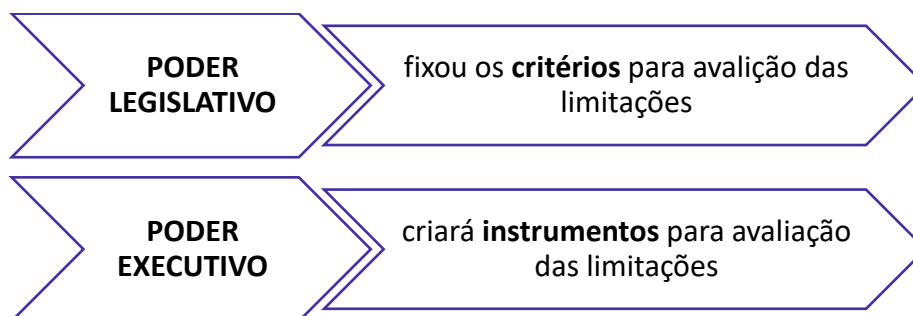 PODER
LEGISLATIVO
fixou os critérios para avalição das
limitações
PODER
EXECUTIVO
criará instrumentos para avaliação
das limitações